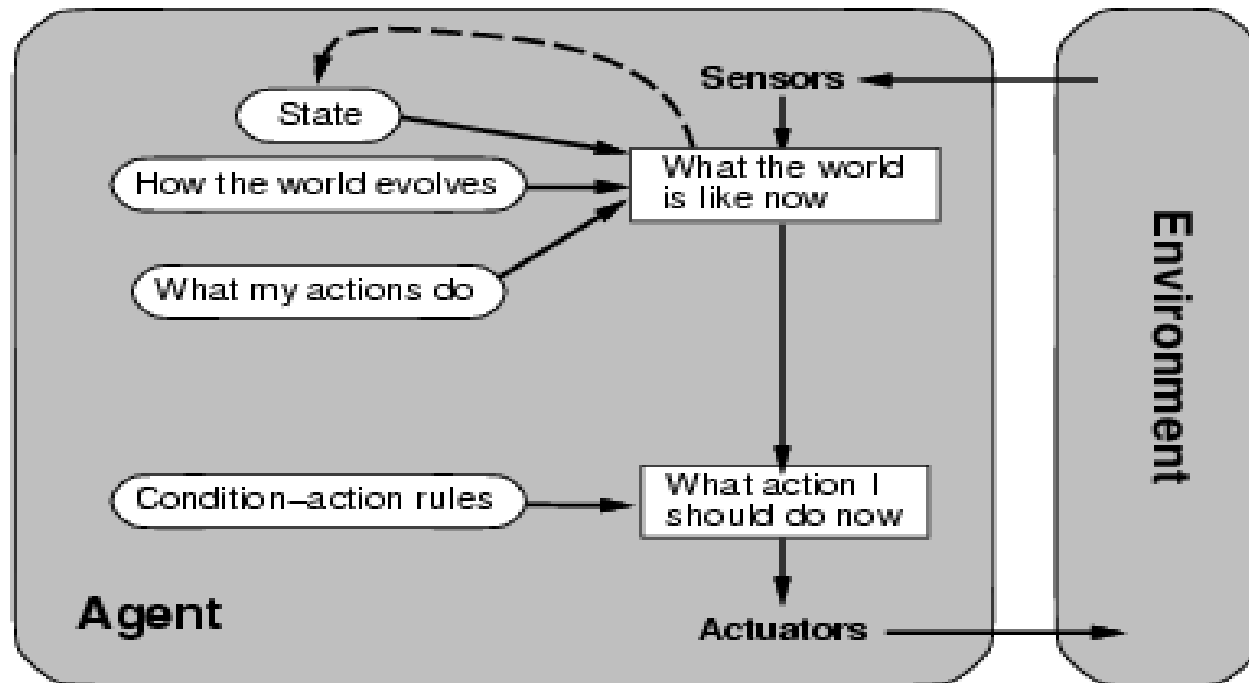 Sensors
State
What the world
is like now
How the world evolves
What my actions do
Environment
Condition–action rules
What action I
should do now
Agent
Actuators